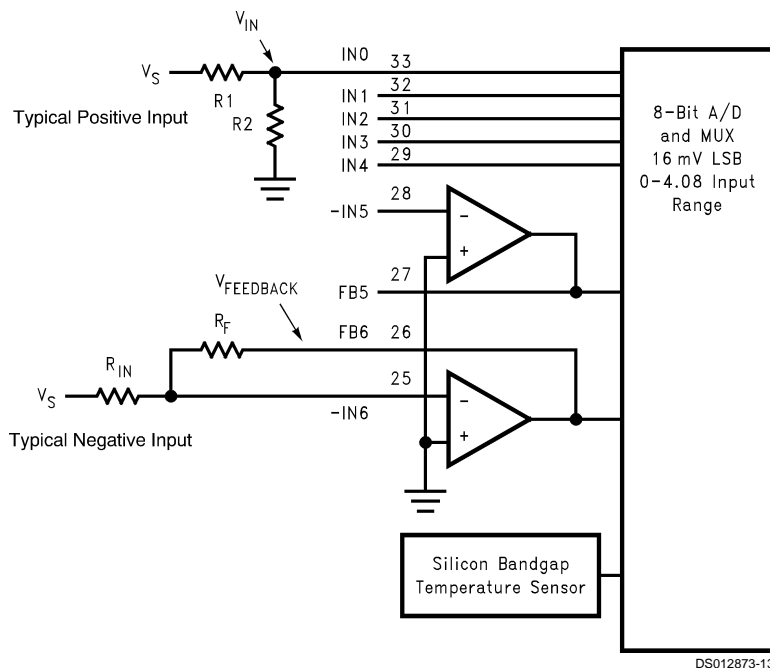 V_IN
IN0 33
V_S
R1
R2
Typical Positive Input
IN1 32
IN2 31
IN3 30
IN4 29
8-Bit A/D
and MUX
16 mV LSB
0-4.08 Input
Range
-IN5 28
-
+
FB5 27
V_FEEDBACK
R_F
FB6 26
R_IN
V_S
25
-IN6
-
+
Typical Negative Input
Silicon Bandgap
Temperature Sensor
DS012873-13